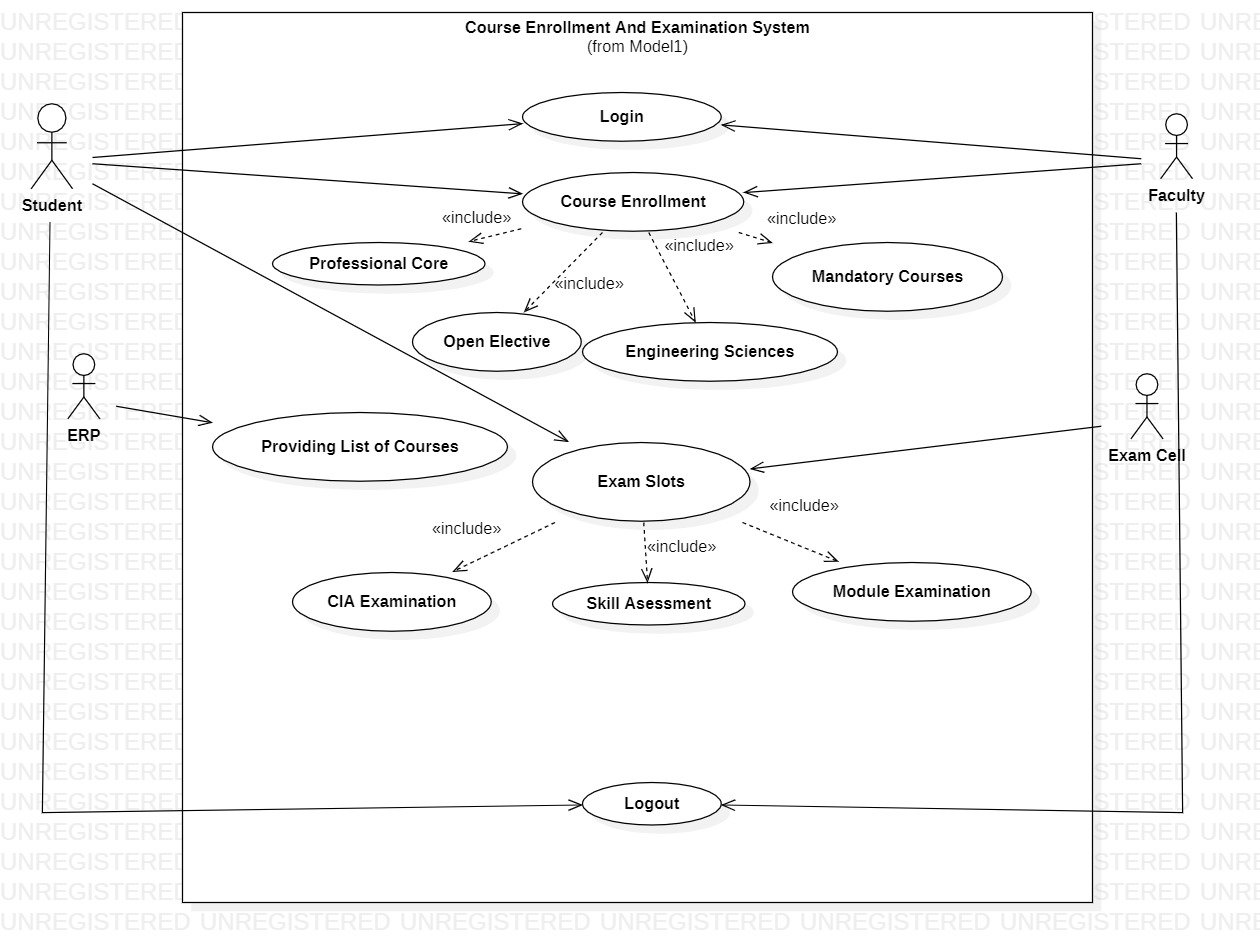 Course Enrollment And Examination System
(from Model1)
Login
Student
Faculty
Course Enrollment
«include»
«include»
«include»
«include»
Professional Core
Mandatory Courses
Open Elective
Engineering Sciences
ERP
Providing List of Courses
Exam Cell
Exam Slots
«include»
«include»
«include»
CIA Examination
Skill Asessment
Module Examination
Logout
UNREGISTERED UNREGISTERED UNREGISTERED UNREGISTERED UNREGISTERED UNREGISTERED UNRE